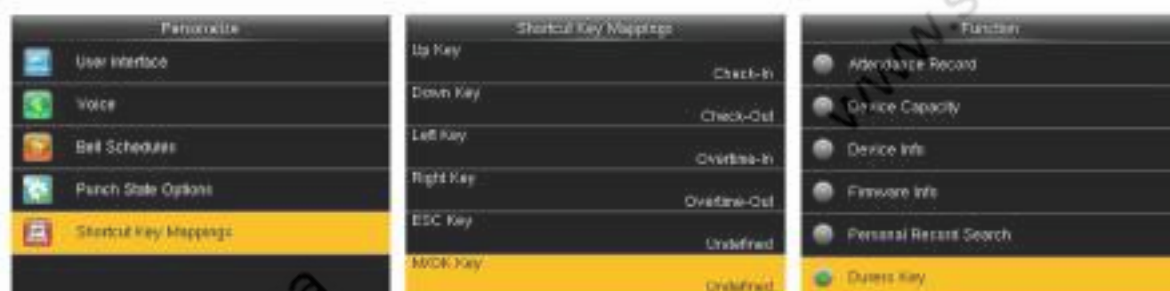 Personalize
User Interface
Voice
Bell Schedules
Punch State Options
Shortcut Key Mappings
Shortcut Key Mappings
Up Key
Check-In
Down Key
Check-Out
Left Key
Overtime-In
Right Key
Overtime-Out
ESC Key
Undefined
M/OK Key
Undefined
Function
Attendance Record
Device Capacity
Device Info
Firmware Info
Personal Record Search
Duress Key
www.s